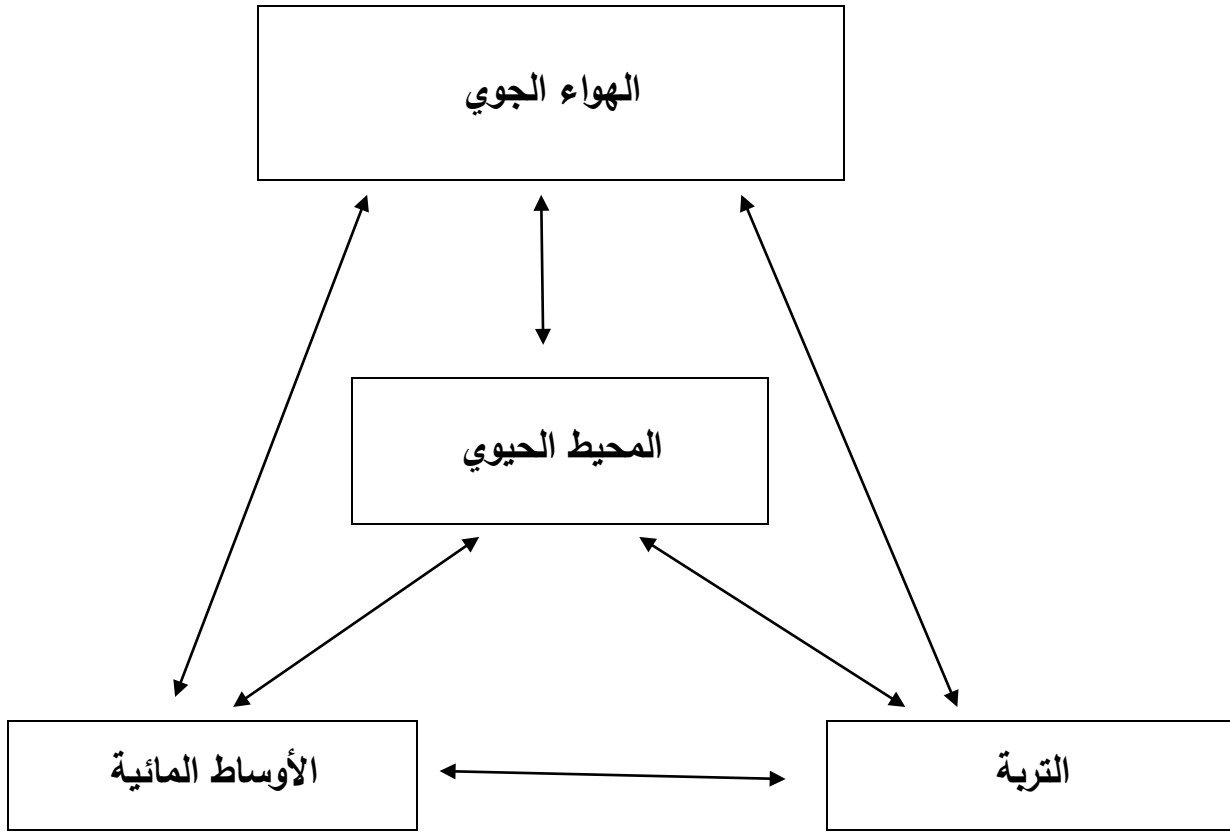 الهواء الجوي
المحيط الحيوي
التربة
الأوساط المائية